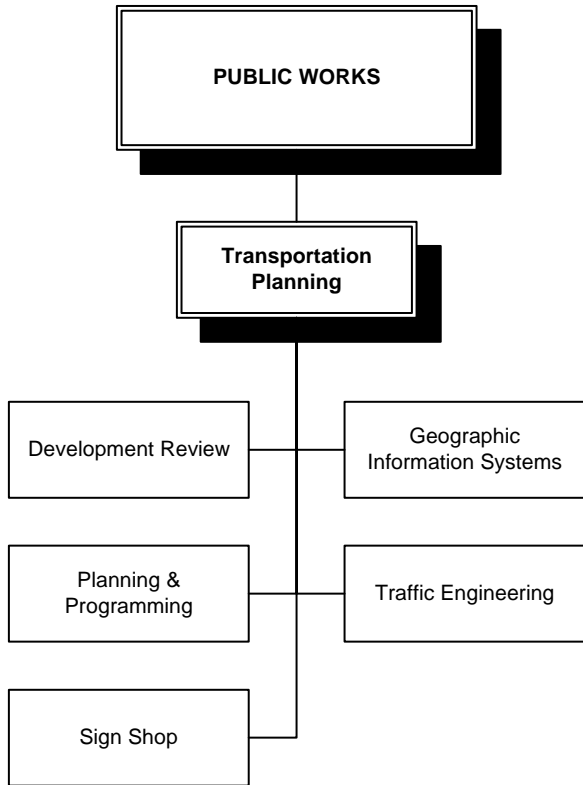 PUBLIC WORKS
Transportation
Planning
Development Review
Geographic
Information Systems
Planning &
Programming
Traffic Engineering
Sign Shop